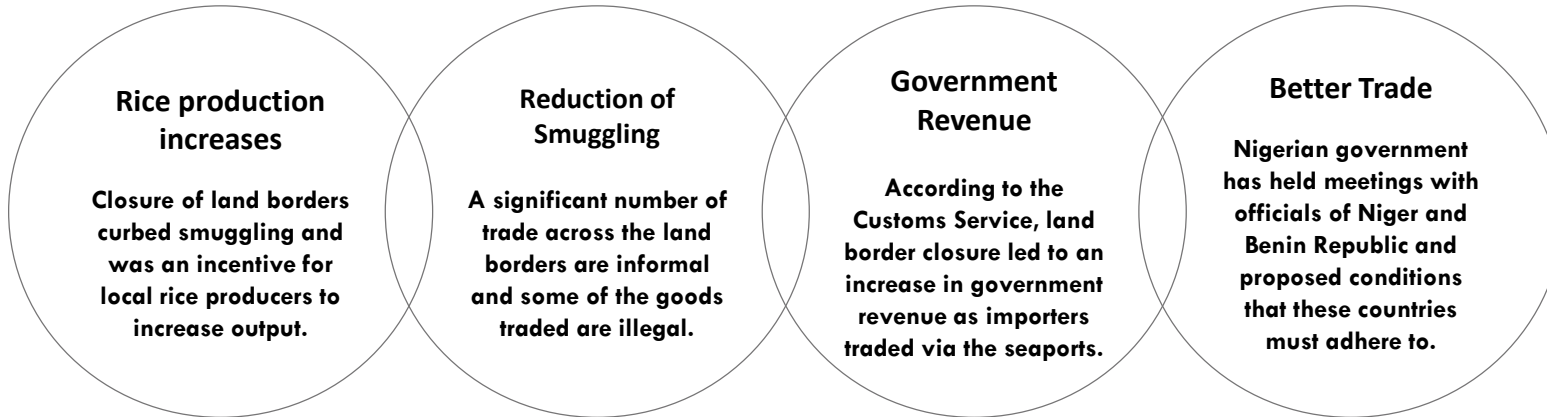 Rice production
increases
Closure of land borders
curbed smuggling and
was an incentive for
local rice producers to
increase output.
Reduction of
Smuggling
A significant number of
trade across the land
borders are informal
and some of the goods
traded are illegal.
Government
Revenue
According to the
Customs Service, land
border closure led to an
increase in government
revenue as importers
traded via the seaports.
Better Trade
Nigerian government
has held meetings with
officials of Niger and
Benin Republic and
proposed conditions
that these countries
must adhere to.